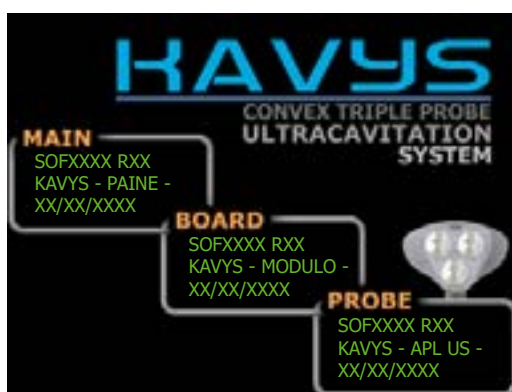 KAVYS
CONVEX TRIPLE PROBE
ULTRACAVITATION
SYSTEM
MAIN
SOFXXXX RXX
KAVYS - PAINE -
XX/XX/XXXX
BOARD
SOFXXXX RXX
KAVYS - MODULO -
XX/XX/XXXX
PROBE
SOFXXXX RXX
KAVYS - APL US -
XX/XX/XXXX